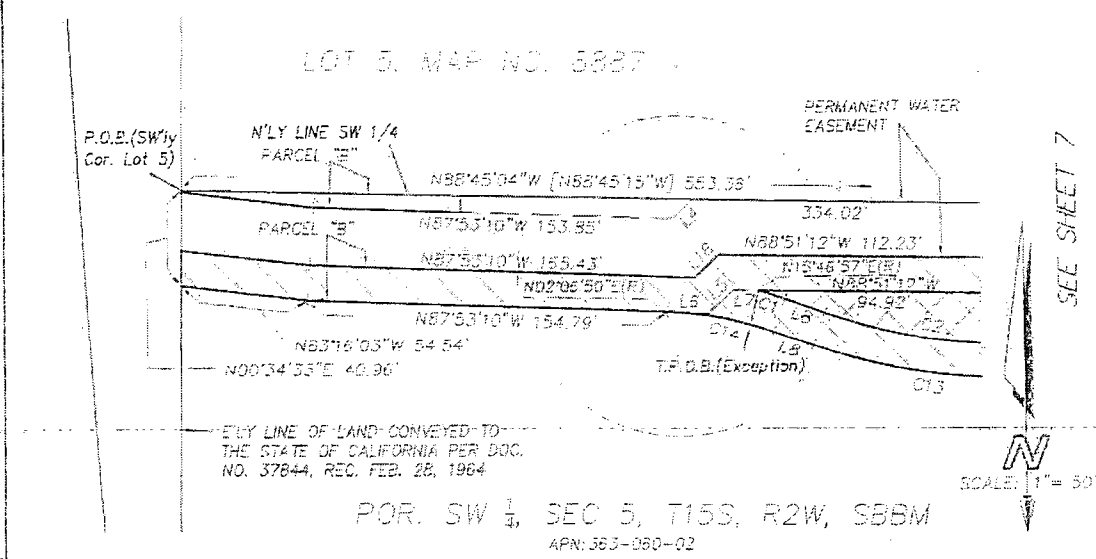 LOT 5, MAP NO. 5887
PERMANENT WATER
EASEMENT
P.O.B.(SW'ly
Cor. Lot 5)
N'LY LINE SW 1/4
PARCEL "E"
N88°45'04"W [N88°45'15"W] 553.38'
334.02'
N87°53'10"W 153.85'
PARCEL "B"
N88°51'12"W 112.23'
N87°53'10"W 165.43'
L16
N15°46'57"E(R)
N02°06'50"E(R)
L6
L5
L7
C1
N88°51'12"W
94.92'
L8
C2
N87°53'10"W 154.79'
C14
L8
N83°16'03"W 54.54'
T.P.O.B.(Exception)
C13
N00°34'33"E 40.96'
SEE SHEET 7
E'LY LINE OF LAND CONVEYED TO
THE STATE OF CALIFORNIA PER DOC.
NO. 37844, REC. FEB. 28, 1964
N
SCALE: 1"= 50'
POR. SW 1/4, SEC 5, T15S, R2W, SBBM
APN: 363-080-02